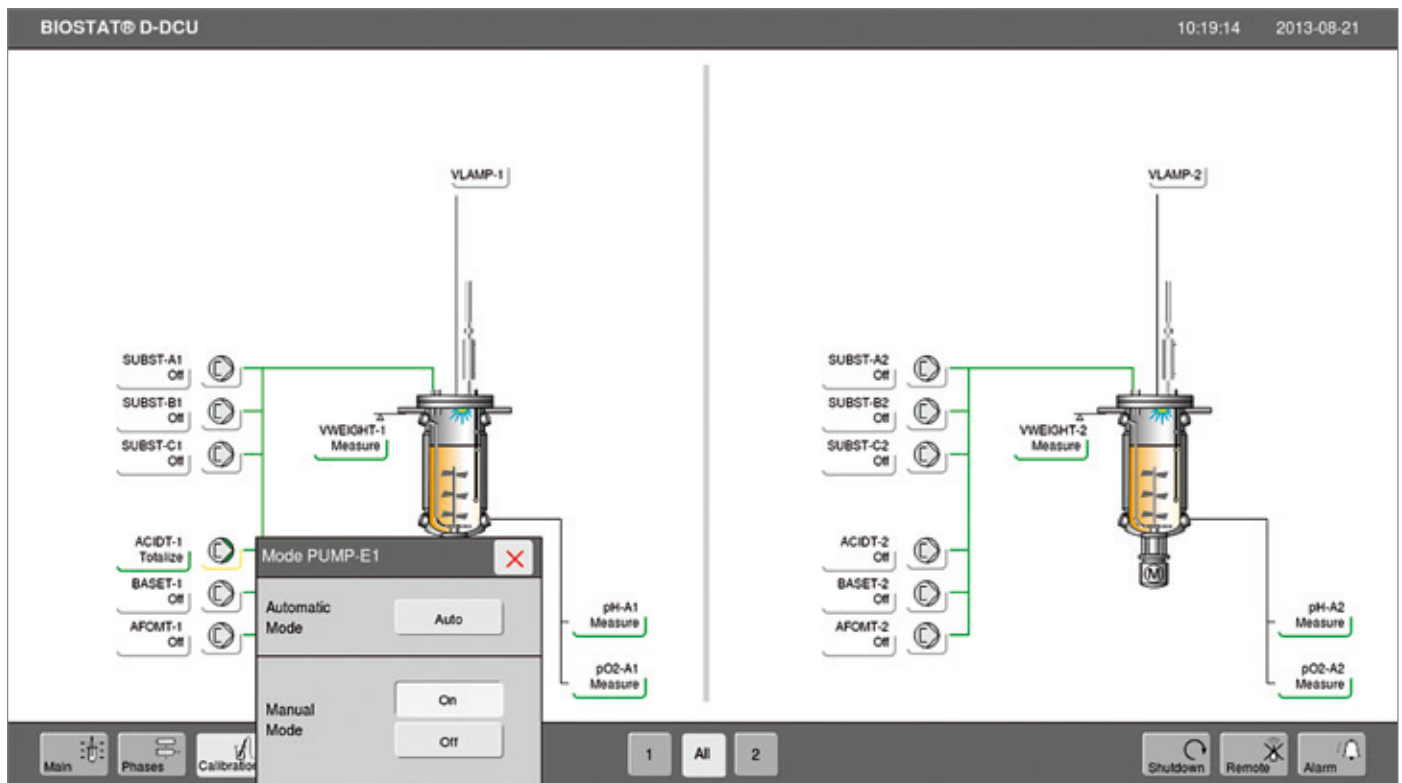 BIOSTAT® D-DCU
10:19:14 2013-08-21
VLAMP-1
SUBST-A1
Off
SUBST-B1
Off
SUBST-C1
Off
VWEIGHT-1
Measure
ACIDT-1
Totalize
BASET-1
Off
AFOMT-1
Off
pH-A1
Measure
pO2-A1
Measure
Mode PUMP-E1
Automatic
Mode
Auto
Manual
Mode
On
Off
VLAMP-2
SUBST-A2
Off
SUBST-B2
Off
SUBST-C2
Off
VWEIGHT-2
Measure
ACIDT-2
Off
BASET-2
Off
AFOMT-2
Off
M
pH-A2
Measure
pO2-A2
Measure
Main
Phases
Calibration
1
All
2
Shutdown
Remote
Alarm